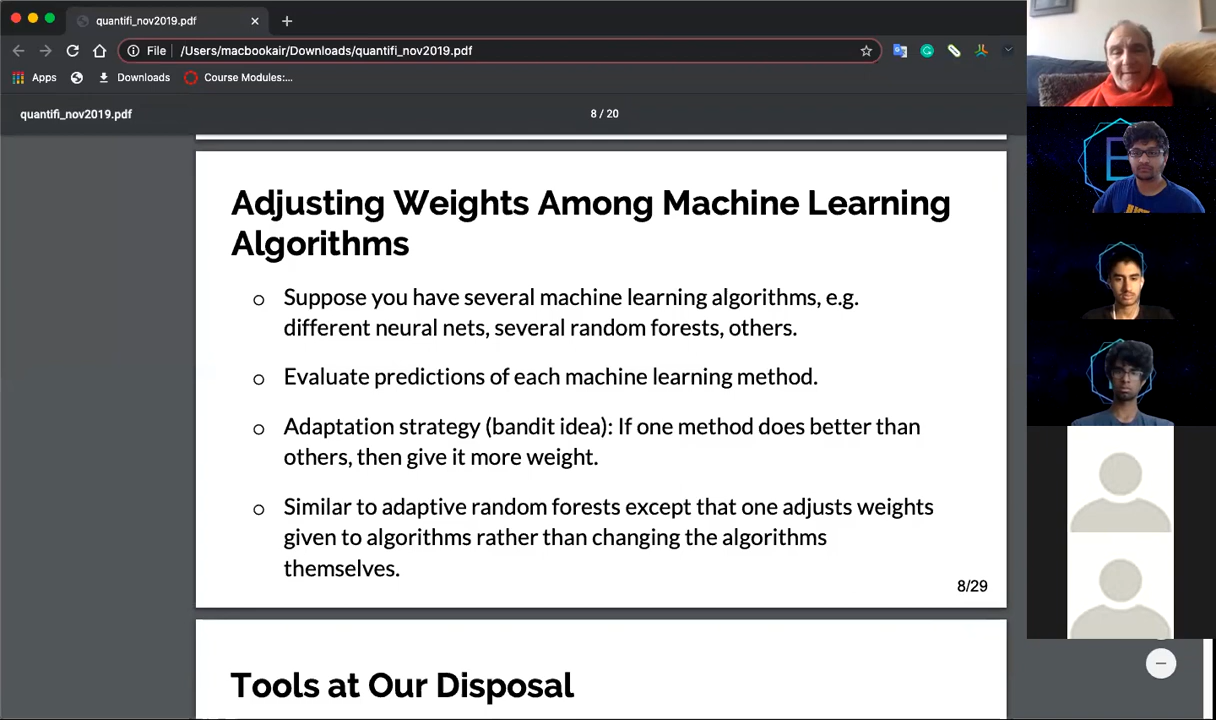 quantifi_nov2019.pdf
File
/Users/macbookair/Downloads/quantifi_nov2019.pdf
Apps
Downloads
Course Modules:...
quantifi_nov2019.pdf
8 / 20
Adjusting Weights Among Machine Learning
Algorithms
Suppose you have several machine learning algorithms, e.g.
different neural nets, several random forests, others.
Evaluate predictions of each machine learning method.
Adaptation strategy (bandit idea): If one method does better than
others, then give it more weight.
Similar to adaptive random forests except that one adjusts weights
given to algorithms rather than changing the algorithms
themselves.
8/29
Tools at Our Disposal